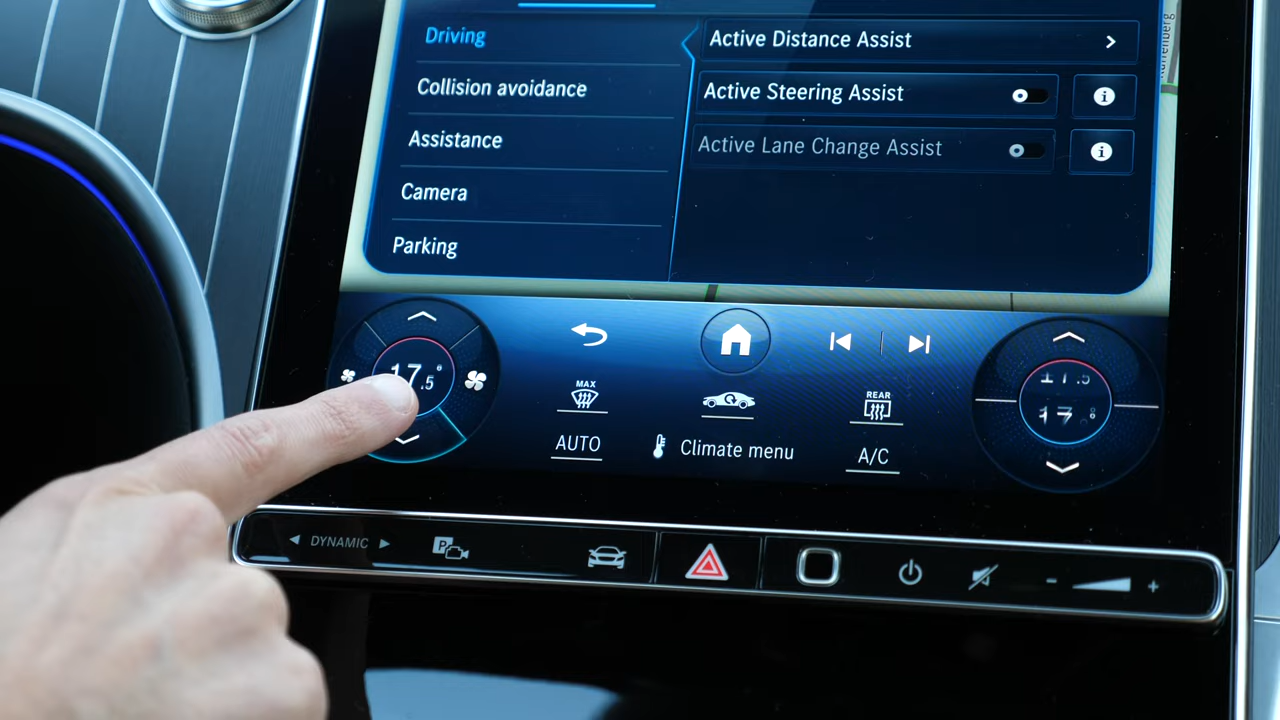 Driving
Collision avoidance
Assistance
Camera
Parking
Active Distance Assist
Active Steering Assist
Active Lane Change Assist
17.5°
MAX
REAR
AUTO
Climate menu
A/C
DYNAMIC
P
- +